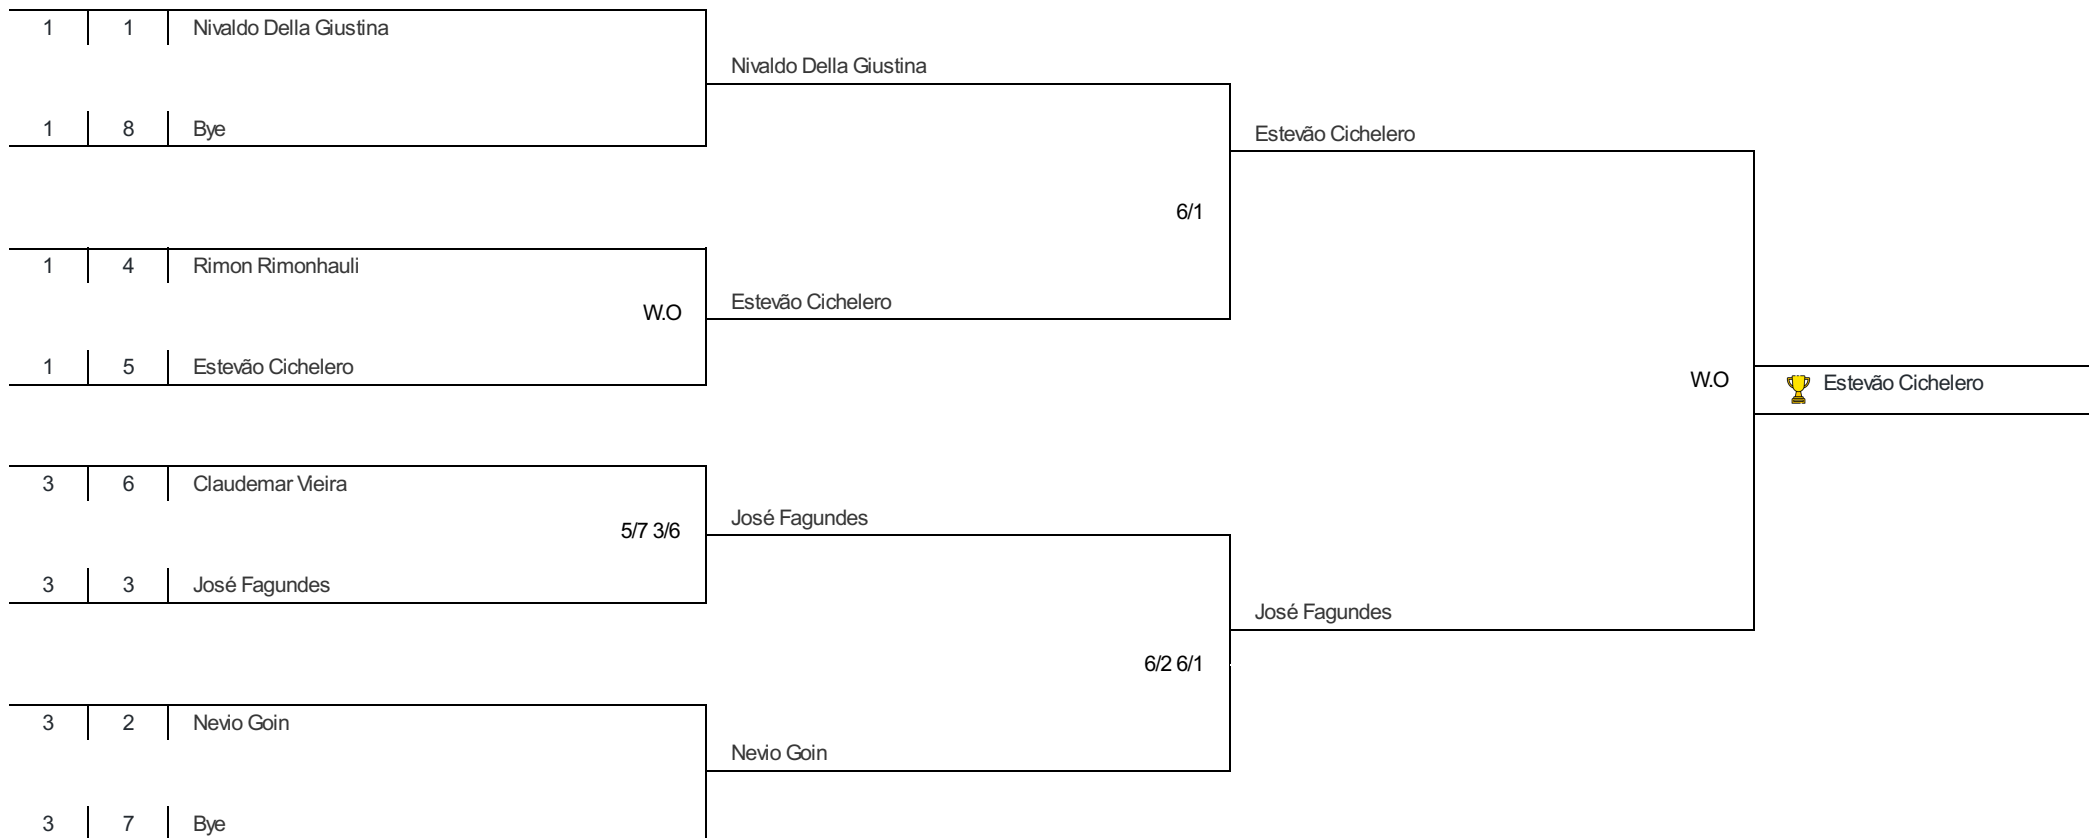 1 1 Nivaldo Della Giustina
Nivaldo Della Giustina
1 8 Bye
Estevão Cichelero
6/1
1 4 Rimon Rimonhauli
Estevão Cichelero
W.O
1 5 Estevão Cichelero
W.O
Estevão Cichelero
3 6 Claudemar Vieira
José Fagundes
5/7 3/6
3 3 José Fagundes
José Fagundes
6/2 6/1
3 2 Nevio Goin
Nevio Goin
3 7 Bye